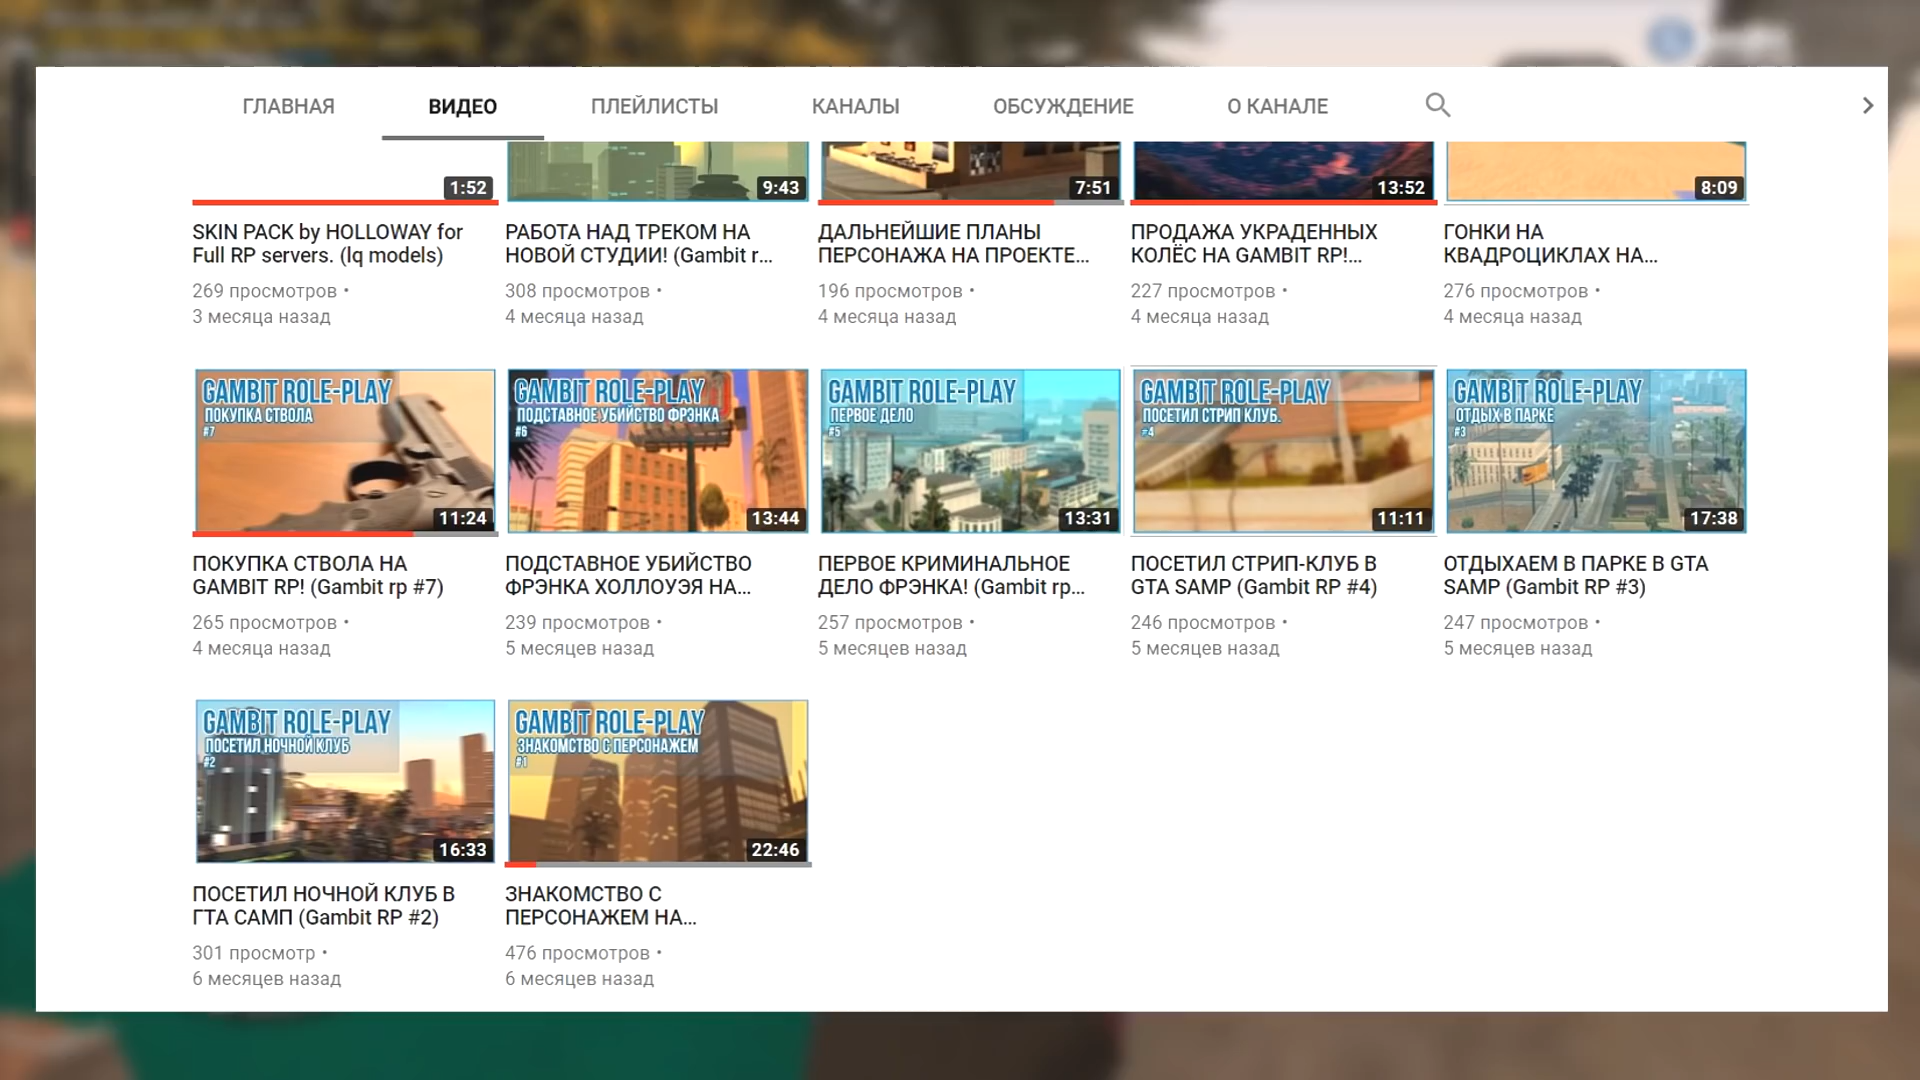 ГЛАВНАЯ ВИДЕО ПЛЕЙЛИСТЫ КАНАЛЫ ОБСУЖДЕНИЕ О КАНАЛЕ
1:52
9:43
7:51
13:52
8:09
SKIN PACK by HOLLOWAY for
Full RP servers. (lq models)
269 просмотров •
3 месяца назад
РАБОТА НАД ТРЕКОМ НА
НОВОЙ СТУДИИ! (Gambit r...
308 просмотров •
4 месяца назад
ДАЛЬНЕЙШИЕ ПЛАНЫ
ПЕРСОНАЖА НА ПРОЕКТЕ...
196 просмотров •
4 месяца назад
ПРОДАЖА УКРАДЕННЫХ
КОЛЁС НА GAMBIT RP!...
227 просмотров •
4 месяца назад
ГОНКИ НА
КВАДРОЦИКЛАХ НА...
276 просмотров •
4 месяца назад
GAMBIT ROLE-PLAY
ПОКУПКА СТВОЛА
#7
11:24
ПОКУПКА СТВОЛА НА
GAMBIT RP! (Gambit rp #7)
265 просмотров •
4 месяца назад
GAMBIT ROLE-PLAY
ПОДСТАВНОЕ УБИЙСТВО ФРЭНКА
#6
13:44
ПОДСТАВНОЕ УБИЙСТВО
ФРЭНКА ХОЛЛОУЭЯ НА...
239 просмотров •
5 месяцев назад
GAMBIT ROLE-PLAY
ПЕРВОЕ ДЕЛО
#5
13:31
ПЕРВОЕ КРИМИНАЛЬНОЕ
ДЕЛО ФРЭНКА! (Gambit rp...
257 просмотров •
5 месяцев назад
GAMBIT ROLE-PLAY
ПОСЕТИЛ СТРИП КЛУБ.
#4
11:11
ПОСЕТИЛ СТРИП-КЛУБ В
GTA SAMP (Gambit RP #4)
246 просмотров •
5 месяцев назад
GAMBIT ROLE-PLAY
ОТДЫХ В ПАРКЕ
#3
17:38
ОТДЫХАЕМ В ПАРКЕ В GTA
SAMP (Gambit RP #3)
247 просмотров •
5 месяцев назад
GAMBIT ROLE-PLAY
ПОСЕТИЛ НОЧНОЙ КЛУБ
#2
16:33
ПОСЕТИЛ НОЧНОЙ КЛУБ В
ГТА САМП (Gambit RP #2)
301 просмотр •
6 месяцев назад
GAMBIT ROLE-PLAY
ЗНАКОМСТВО С ПЕРСОНАЖЕМ
#1
22:46
ЗНАКОМСТВО С
ПЕРСОНАЖЕМ НА...
476 просмотров •
6 месяцев назад